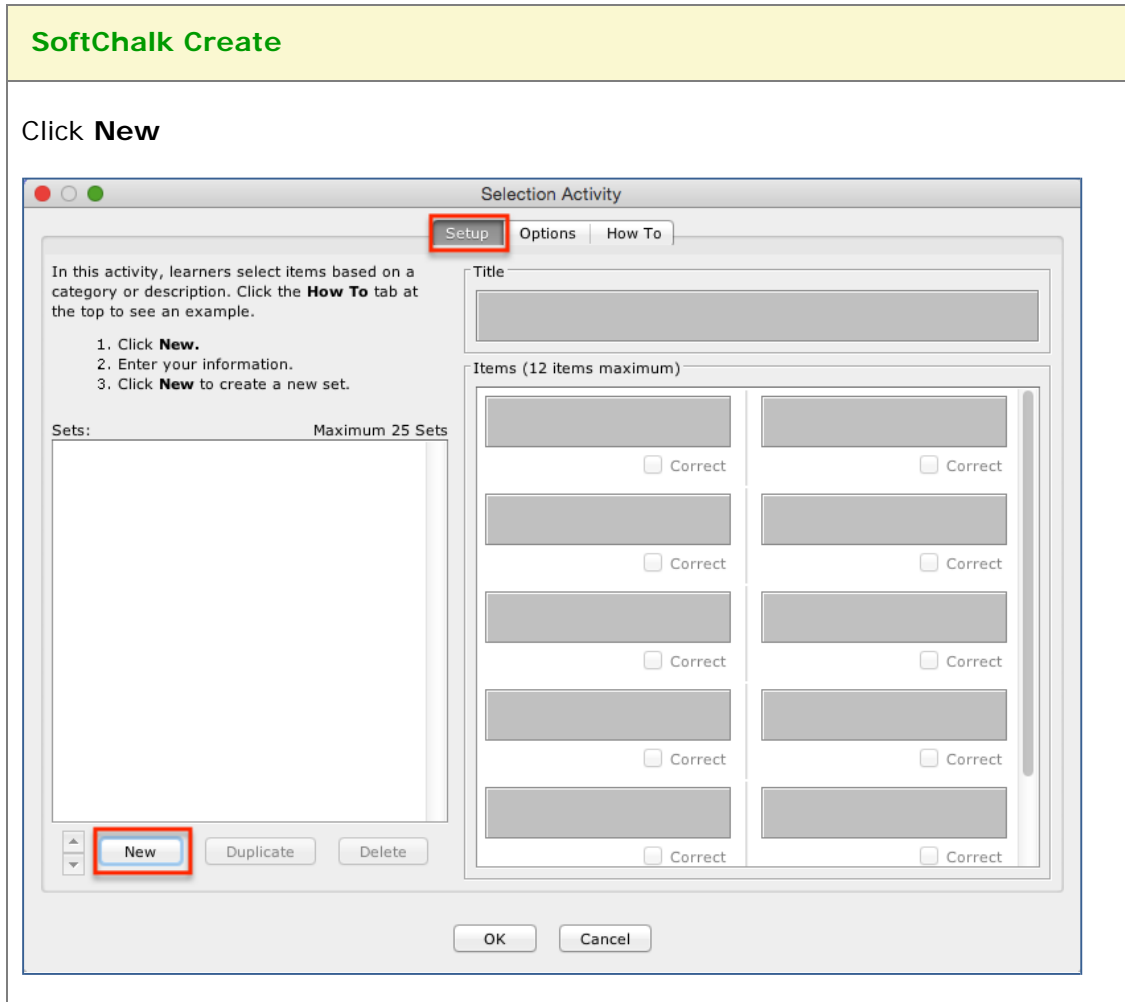 SoftChalk Create
Click New
Selection Activity
Setup Options How To
In this activity, learners select items based on a
category or description. Click the How To tab at
the top to see an example.
1. Click New.
2. Enter your information.
3. Click New to create a new set.
Sets: Maximum 25 Sets
New Duplicate Delete
Title
Items (12 items maximum)
Correct Correct
Correct Correct
Correct Correct
Correct Correct
Correct Correct
OK Cancel